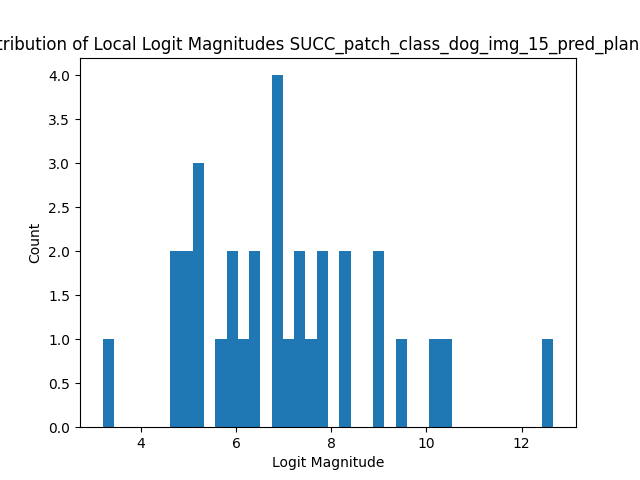 tribution of Local Logit Magnitudes SUCC_patch_class_dog_img_15_pred_plan
4.0
3.5
3.0
2.5
2.0
1.5
1.0
0.5
0.0
Count
4 6 8 10 12
Logit Magnitude